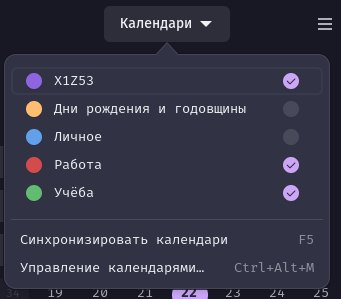 Календари
X1Z53
Дни рождения и годовщины
Личное
Работа
Учёба
Синхронизировать календари F5
Управление календарями… Ctrl+Alt+M
34 19 20 21 22 23 24 25